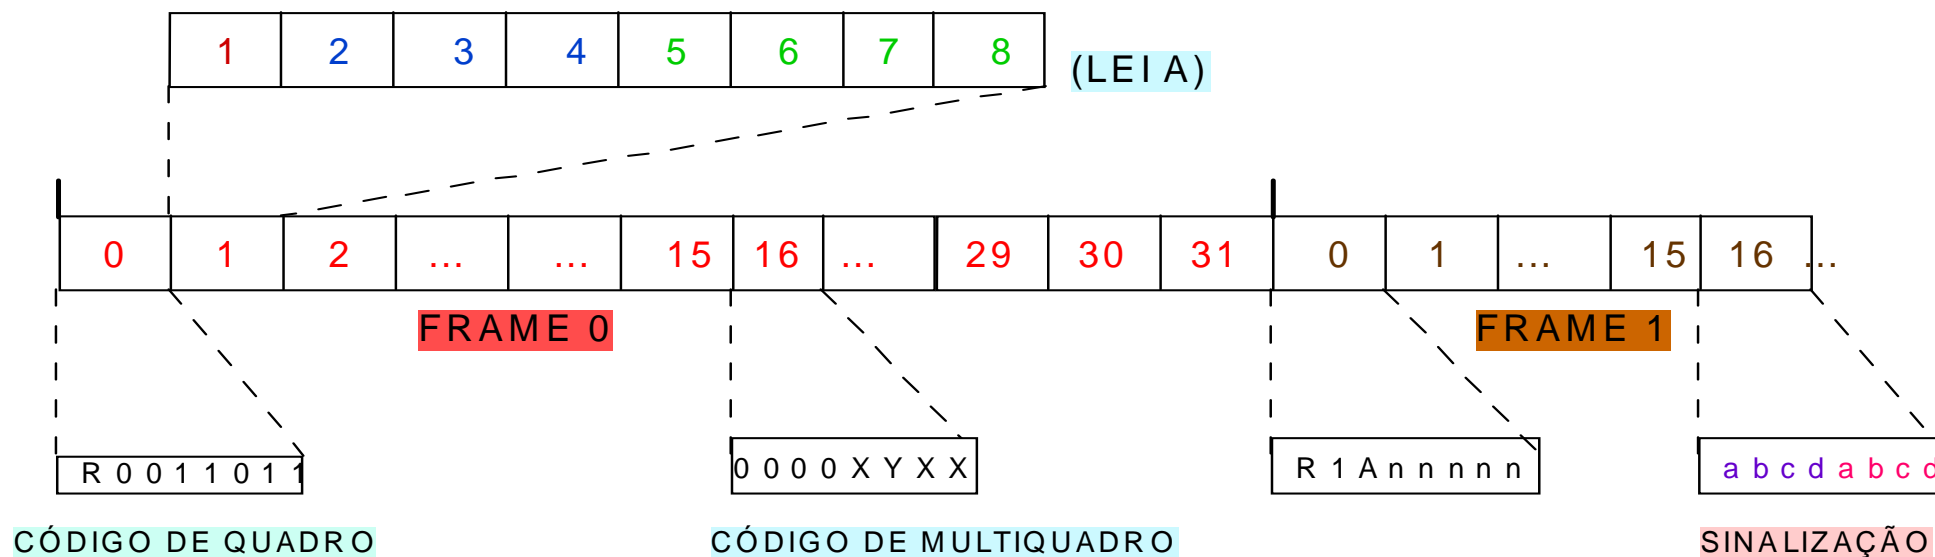 1 2 3 4 5 6 7 8
(LEIA)
0 1 2 ... ... 15 16 ... 29 30 31 0 1 ... 15 16 ...
FRAME 0
FRAME 1
R 0 0 1 1 0 1 1
0 0 0 0 X Y X X
R 1 A n n n n n
a b c d a b c d
CÓDIGO DE QUADRO
CÓDIGO DE MULTIQUADRO
SINALIZAÇÃO